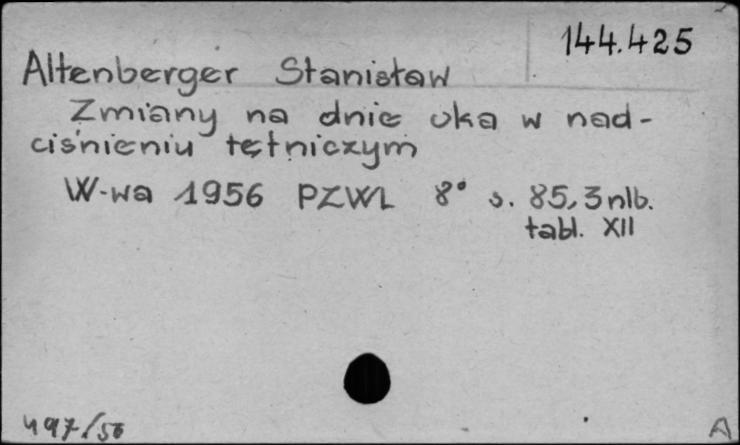 144.425
Altenberger Stanisław
Zmiany na dnie oka w nad-
ciśnieniu tętniczym
W-wa 1956 PZWL 8° s. 85, 3 nlb.
tabl. XII
497/56
A